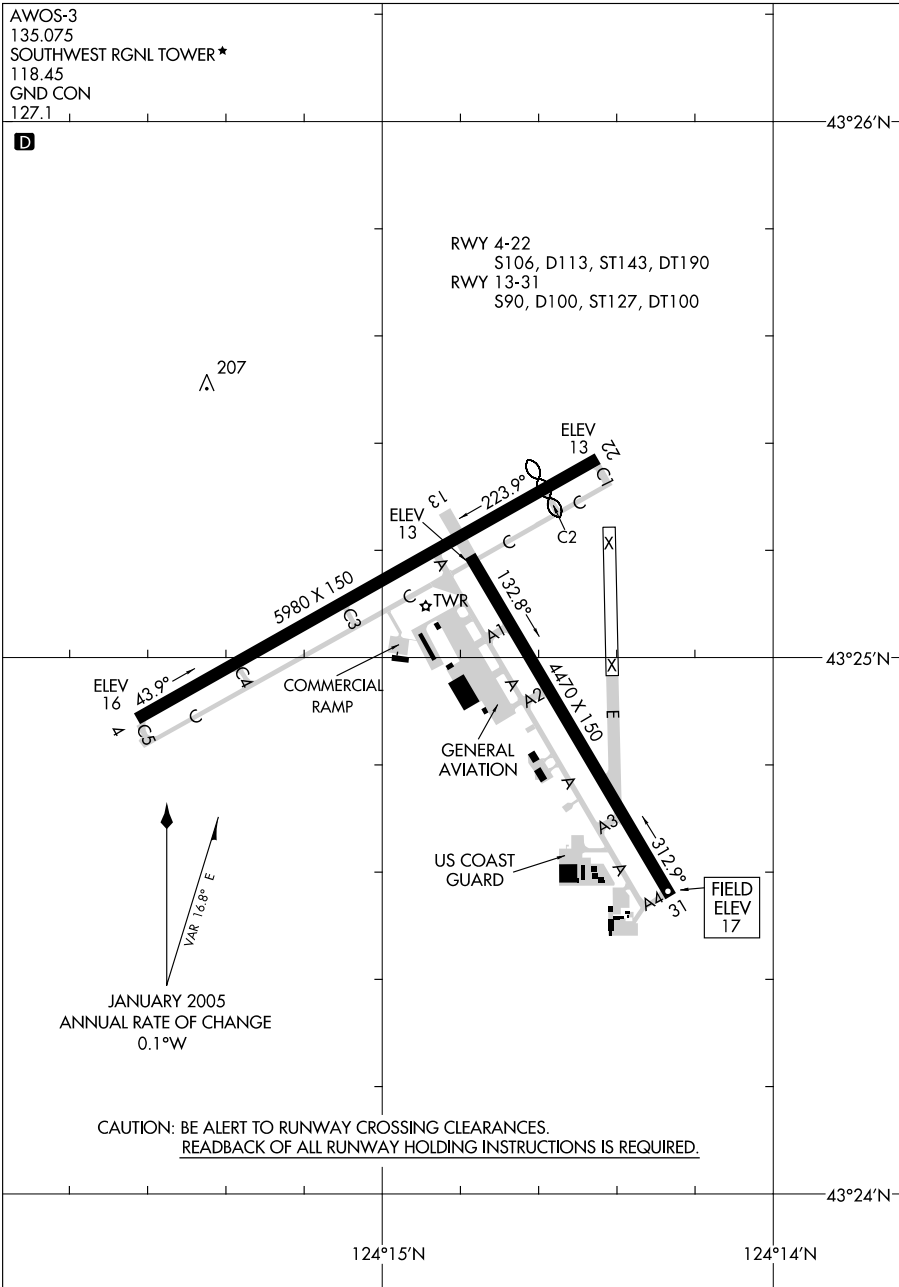 AWOS-3
135.075
SOUTHWEST RGNL TOWER★
118.45
GND CON
127.1
D
43°26'N
RWY 4-22
S106, D113, ST143, DT190
RWY 13-31
S90, D100, ST127, DT100
207
ELEV
13
22
C1
223.9°
13
ELEV
13
C
C2
C
X
A
132.8°
5980 X 150
C
TWR
C3
A1
X
43°25'N
43.9°
ELEV
16
C4
COMMERCIAL
RAMP
A
A2
4470 X 150
C
4
C5
E
GENERAL
AVIATION
A
A3
312.9°
US COAST
GUARD
A
A4
31
FIELD
ELEV
17
VAR 16.8° E
JANUARY 2005
ANNUAL RATE OF CHANGE
0.1°W
CAUTION: BE ALERT TO RUNWAY CROSSING CLEARANCES.
READBACK OF ALL RUNWAY HOLDING INSTRUCTIONS IS REQUIRED.
43°24'N
124°15'N
124°14'N